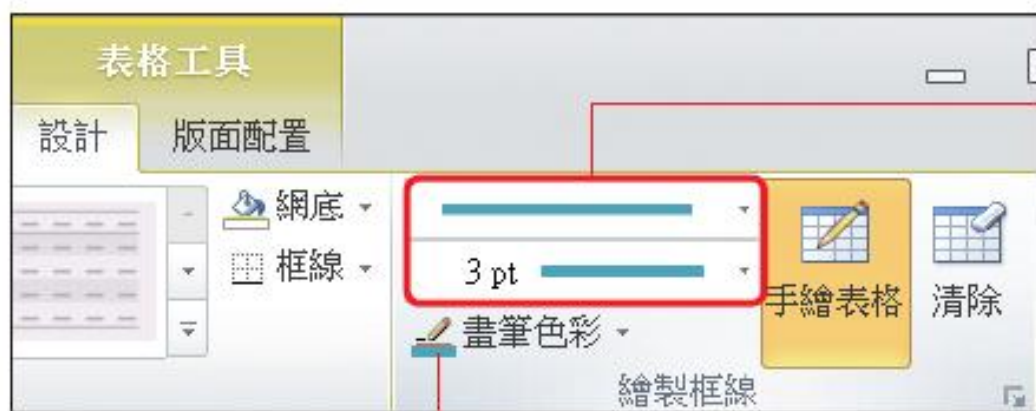 表格工具
設計 版面配置
網底
框線
3 pt
畫筆色彩
手繪表格
清除
繪製框線